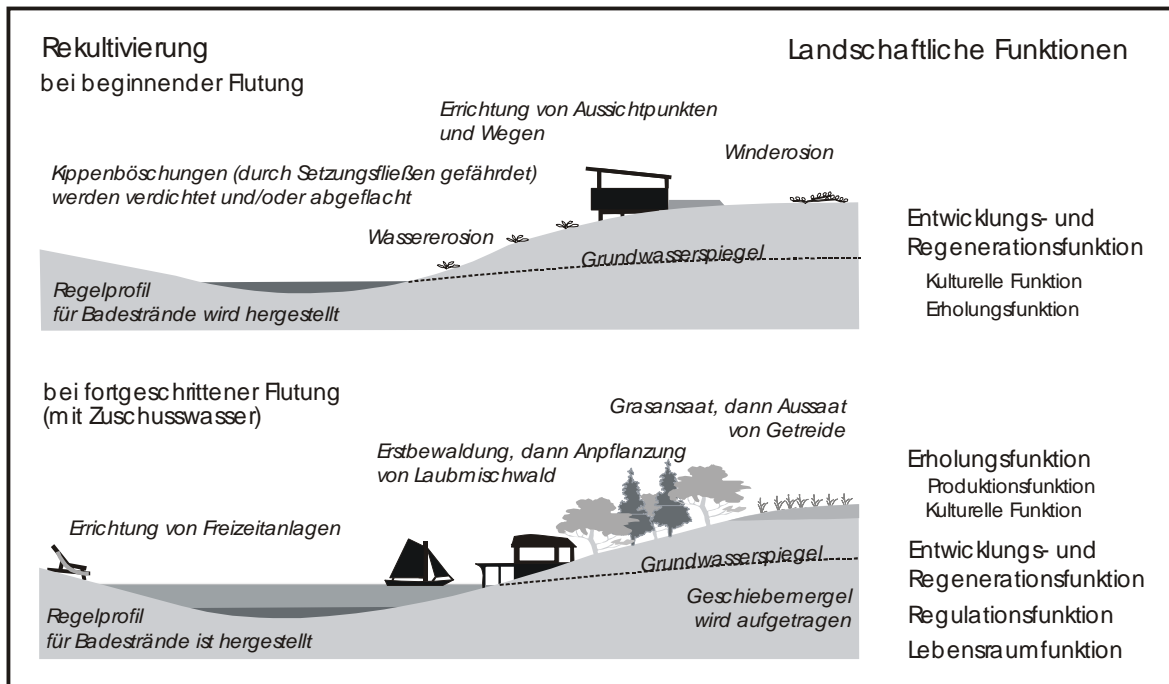 Rekultivierung
bei beginnender Flutung
Landschaftliche Funktionen
Errichtung von Aussichtpunkten
und Wegen
Winderosion
Kippenböschungen (durch Setzungsfließen gefährdet)
werden verdichtet und/oder abgeflacht
Wassererosion
Grundwasserspiegel
Regelprofil
für Badestrände wird hergestellt
Entwicklungs- und
Regenerationsfunktion
Kulturelle Funktion
Erholungsfunktion
bei fortgeschrittener Flutung
(mit Zuschusswasser)
Grasansaat, dann Aussaat
von Getreide
Erstbewaldung, dann Anpflanzung
von Laubmischwald
Errichtung von Freizeitanlagen
Grundwasserspiegel
Geschiebemergel
wird aufgetragen
Regelprofil
für Badestrände ist hergestellt
Erholungsfunktion
Produktionsfunktion
Kulturelle Funktion
Entwicklungs- und
Regenerationsfunktion
Regulationsfunktion
Lebensraumfunktion